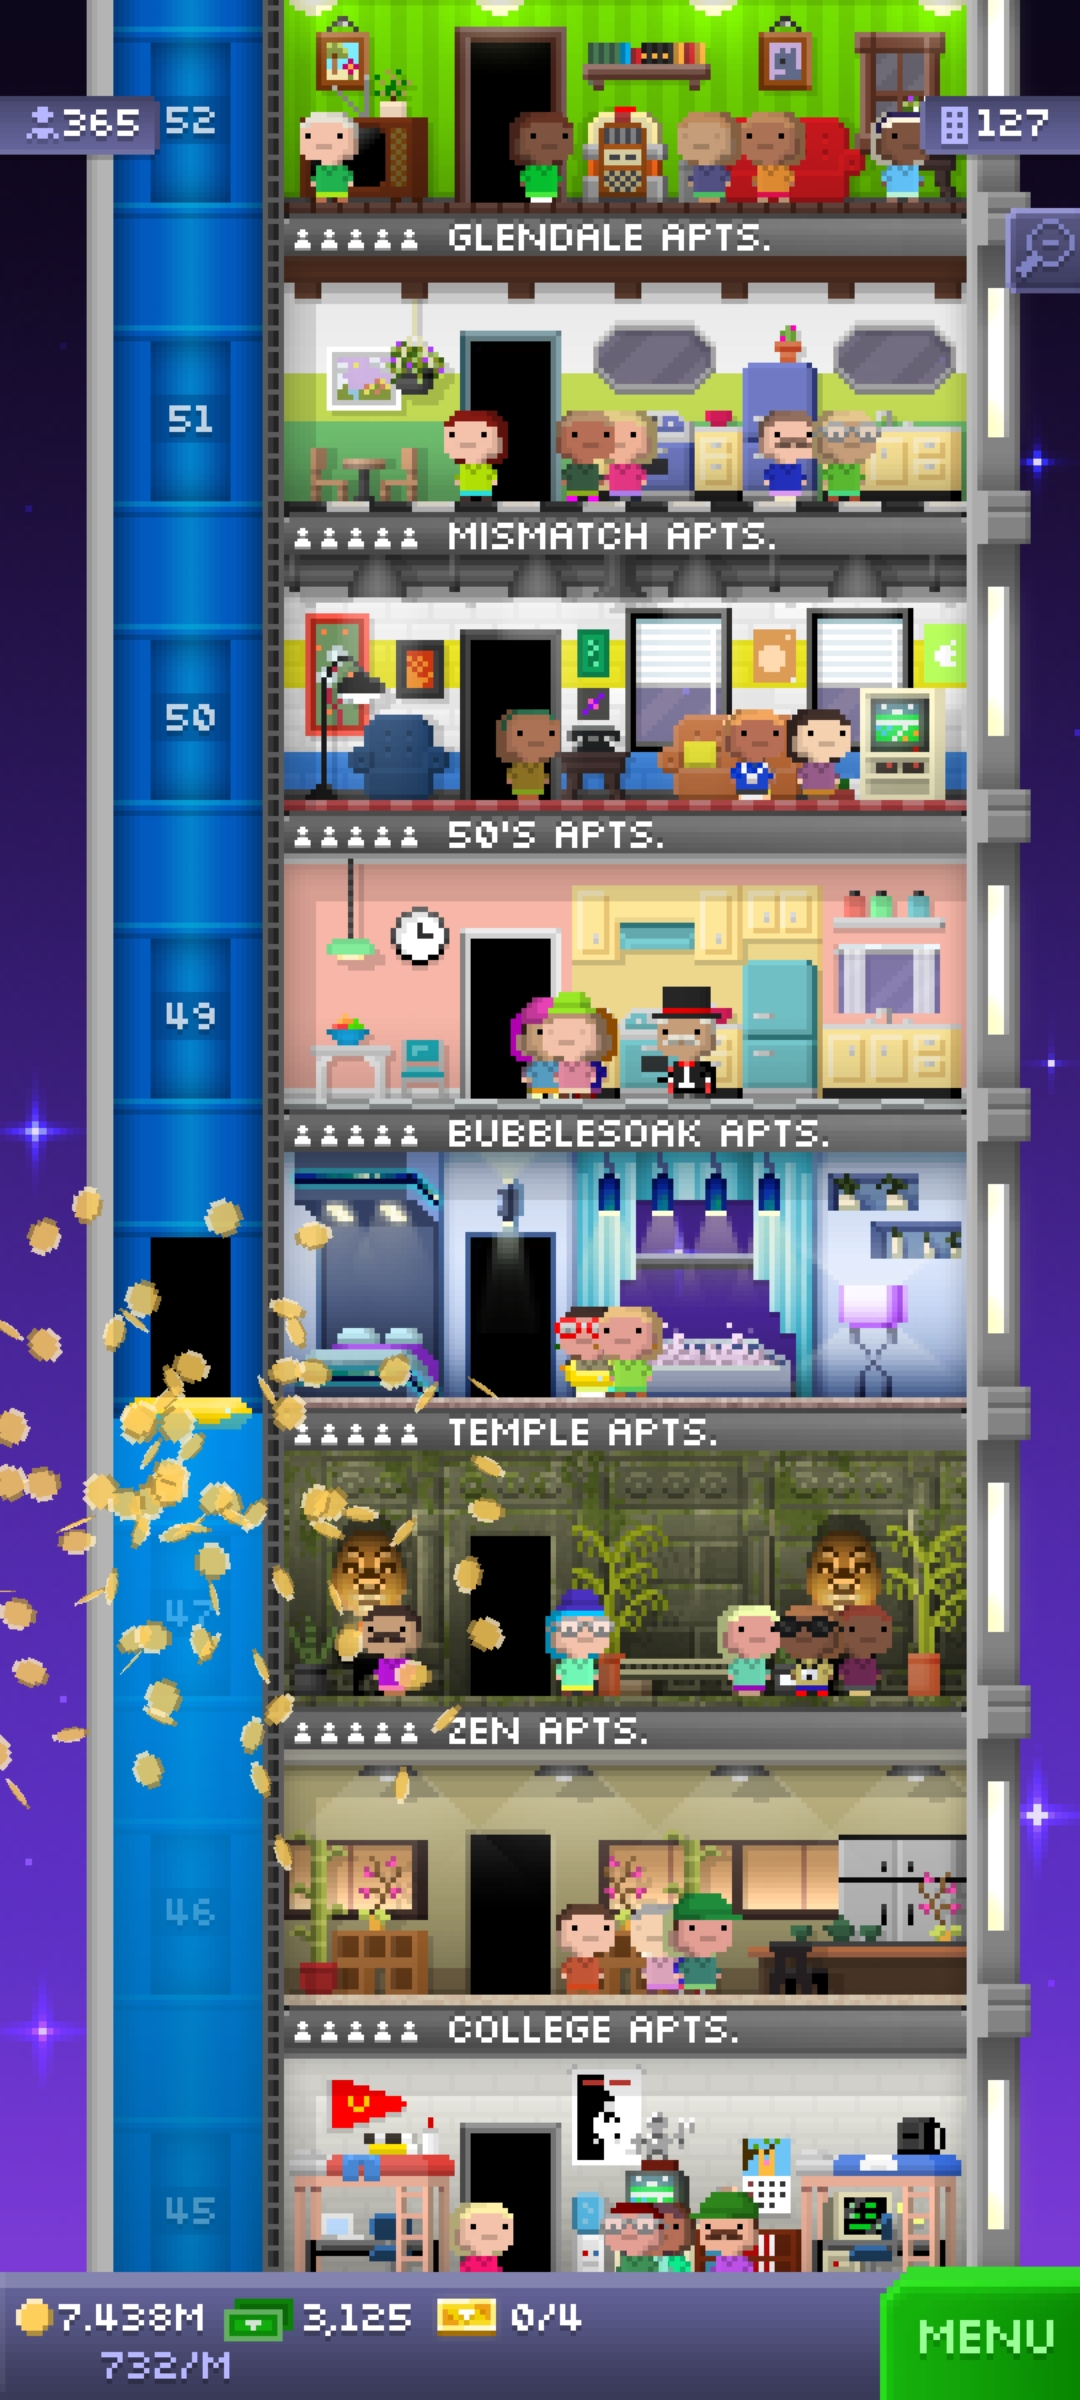 365
52
127
GLENDALE APTS.
51
MISMATCH APTS.
50
50'S APTS.
49
BUBBLESOAK APTS.
TEMPLE APTS.
47
ZEN APTS.
46
COLLEGE APTS.
45
7.438M 3,125 0/4
732/M
MENU